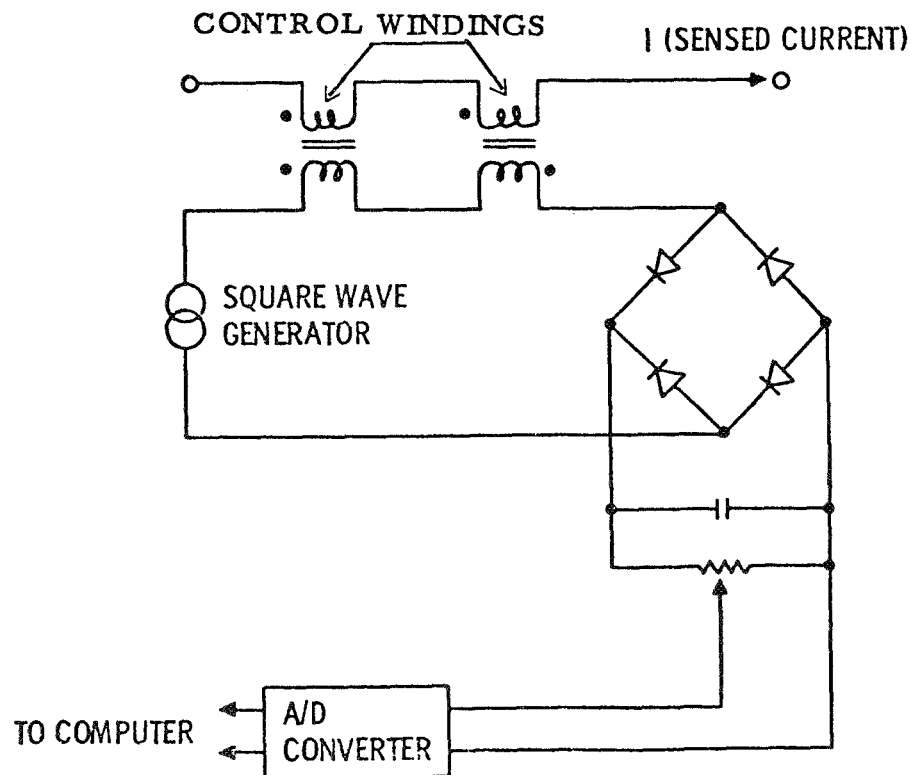 CONTROL WINDINGS
I (SENSED CURRENT)
SQUARE WAVE
GENERATOR
A/D
CONVERTER
TO COMPUTER